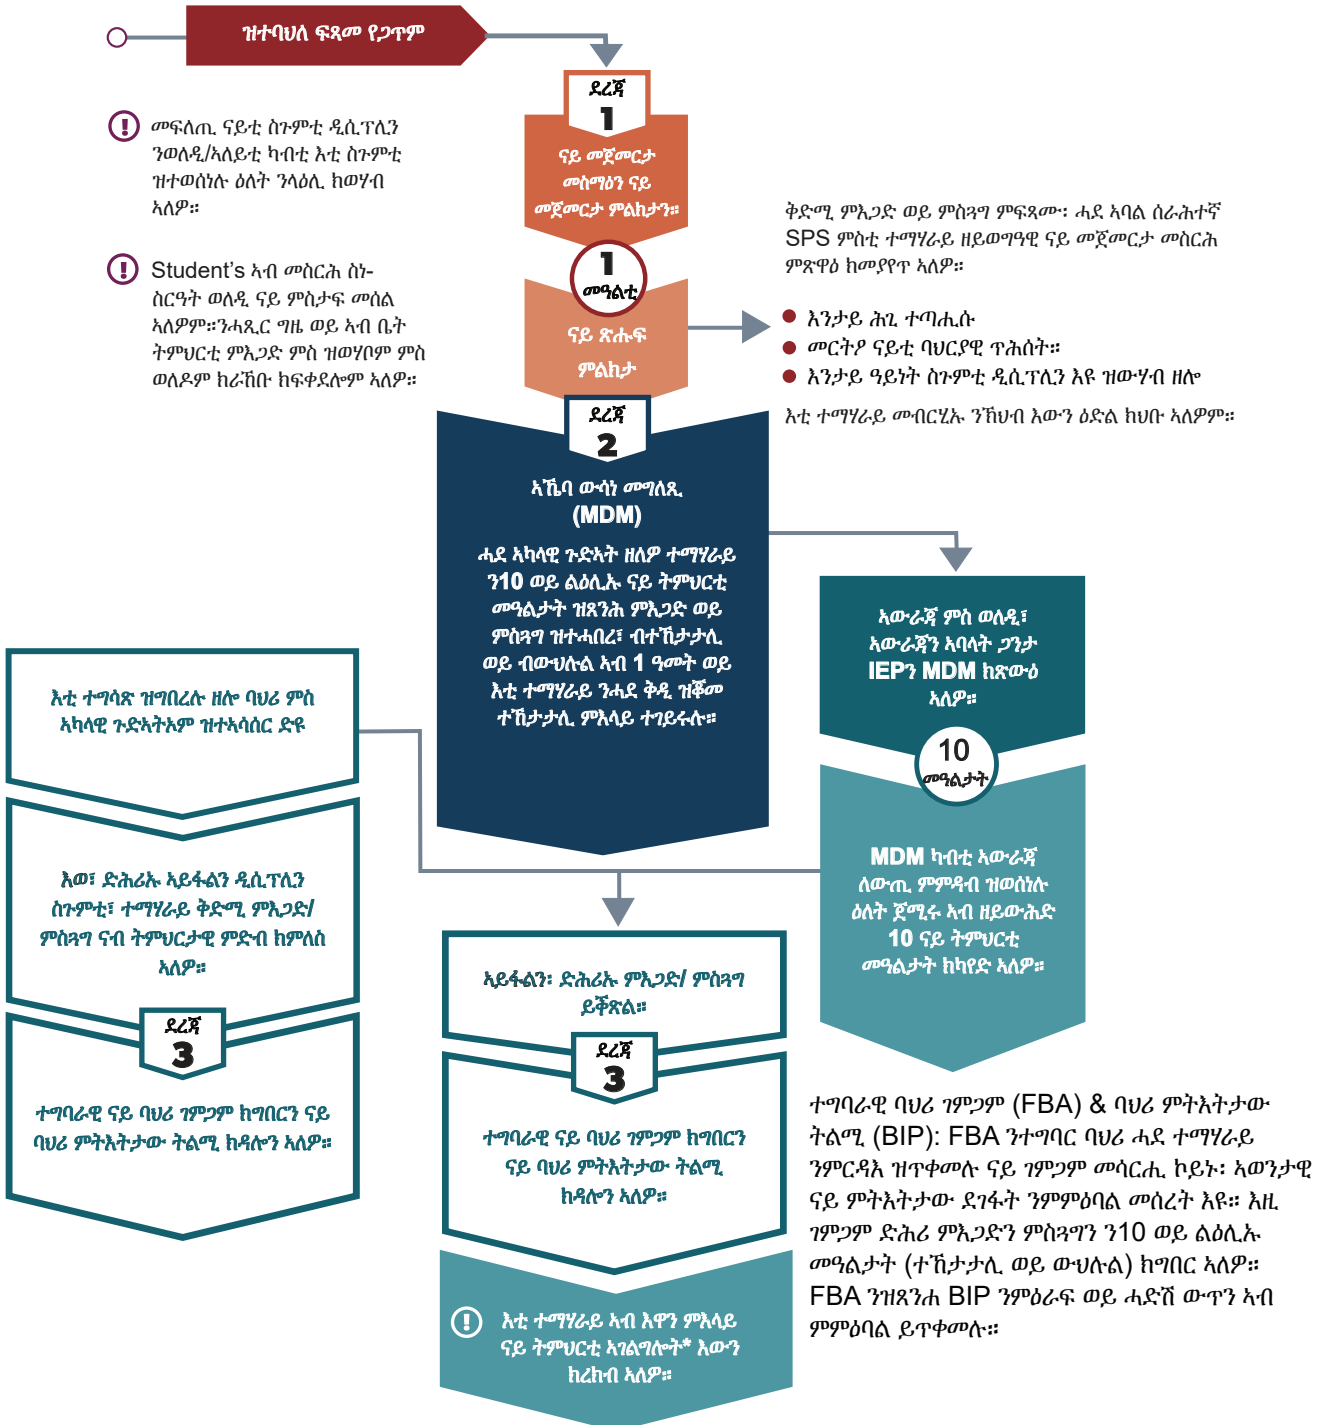 ዝተባህለ ፍጻመ የጋጥም
ደረጃ
1
ናይ መጀመርታ
መስማዕን ናይ
መጀመርታ ምልክታን።
1
መዓልቲ
ናይ ጽሑፍ
ምልክታ
መፍለጢ ናይቲ ስጉምቲ ዲሲፕሊን
ንወለዲ/ኣለይቲ ካብቲ እቲ ስጉምቲ
ዝተወሰነሉ ዕለት ንላዕሊ ክወሃብ
ኣለዎ።
Student's ኣብ መስርሕ ስነ-
ስርዓት ወለዲ ናይ ምስታፍ መሰል
ኣለዎም።ንሓጺር ግዜ ወይ ኣብ ቤት
ትምህርቲ ምእጋድ ምስ ዝወሃቦም ምስ
ወለዶም ክራኸቡ ክፍቀደሎም ኣለዎ።
ቅድሚ ምእጋድ ወይ ምስጓግ ምፍጻሙ፡ ሓደ ኣባል ሰራሕተኛ
SPS ምስቲ ተማሃራይ ዘይወግዓዊ ናይ መጀመርታ መስርሕ
ምጽዋዕ ክመያየጥ ኣለዎ።
እንታይ ሕጊ ተጣሒሱ
መርትዖ ናይቲ ባህርያዊ ጥሕሰት።
እንታይ ዓይነት ስጉምቲ ዲሲፕሊን እዩ ዝውሃብ ዘሎ
እቲ ተማሃራይ መብርሂኡ ንኽህብ እውን ዕድል ክህቡ ኣለዎም።
ደረጃ
2
ኣኼባ ውሳነ መግለጺ
(MDM)
ሓደ ኣካላዊ ጉድኣት ዘለዎ ተማሃራይ
ን10 ወይ ልዕሊኡ ናይ ትምህርቲ
መዓልታት ዝጸንሕ ምእጋድ ወይ
ምስጓግ ዝተሓበረ፣ ብተኸታታሊ
ወይ ብውህሉል ኣብ 1 ዓመት ወይ
እቲ ተማሃራይ ንሓደ ቅዲ ዝቖመ
ተኸታታሊ ምእላይ ተገይሩሉ።
ኣውራጃ ምስ ወለዲ፣
ኣውራጃን ኣባላት ጋንታ
IEPን MDM ክጽውዕ
ኣለዎ።
10
መዓልታት
MDM ካብቲ ኣውራጃ
ለውጢ ምምዳብ ዝወሰነሉ
ዕለት ጀሚሩ ኣብ ዘይውሕድ
10 ናይ ትምህርቲ
መዓልታት ክካየድ ኣለዎ።
እቲ ተግሳጽ ዝግበረሉ ዘሎ ባህሪ ምስ
ኣካላዊ ጉድኣትኦም ዝተኣሳሰር ድዩ
እወ፣ ድሕሪኡ ኣይፋልን ዲሲፕሊን
ስጉምቲ፣ ተማሃራይ ቅድሚ ምእጋድ/
ምስጓግ ናብ ትምህርታዊ ምድብ ክምለስ
ኣለዎ።
ደረጃ
3
ተግባራዊ ናይ ባህሪ ገምጋም ክግበርን ናይ
ባህሪ ምትእትታው ትልሚ ክዳሎን ኣለዎ።
ኣይፋልን፡ ድሕሪኡ ምእጋድ/ ምስጓግ
ይቕጽል።
ደረጃ
3
ተግባራዊ ናይ ባህሪ ገምጋም ክግበርን
ናይ ባህሪ ምትእትታው ትልሚ
ክዳሎን ኣለዎ።
እቲ ተማሃራይ ኣብ እዋን ምእላይ
ናይ ትምህርቲ ኣገልግሎት* እውን
ክረክብ ኣለዎ።
ተግባራዊ ባህሪ ገምጋም (FBA) & ባህሪ ምትእትታው
ትልሚ (BIP): FBA ንተግባር ባህሪ ሓደ ተማሃራይ
ንምርዳእ ዝጥቀመሉ ናይ ገምጋም መሳርሒ ኮይኑ፡ ኣወንታዊ
ናይ ምትእትታው ደገፋት ንምምዕባል መሰረት እዩ። እዚ
ገምጋም ድሕሪ ምእጋድን ምስጓግን ን10 ወይ ልዕሊኡ
መዓልታት (ተኸታታሊ ወይ ውህሉል) ክግበር ኣለዎ።
FBA ንዝጸንሐ BIP ንምዕራፍ ወይ ሓድሽ ውጥን ኣብ
ምምዕባል ይጥቀመሉ።